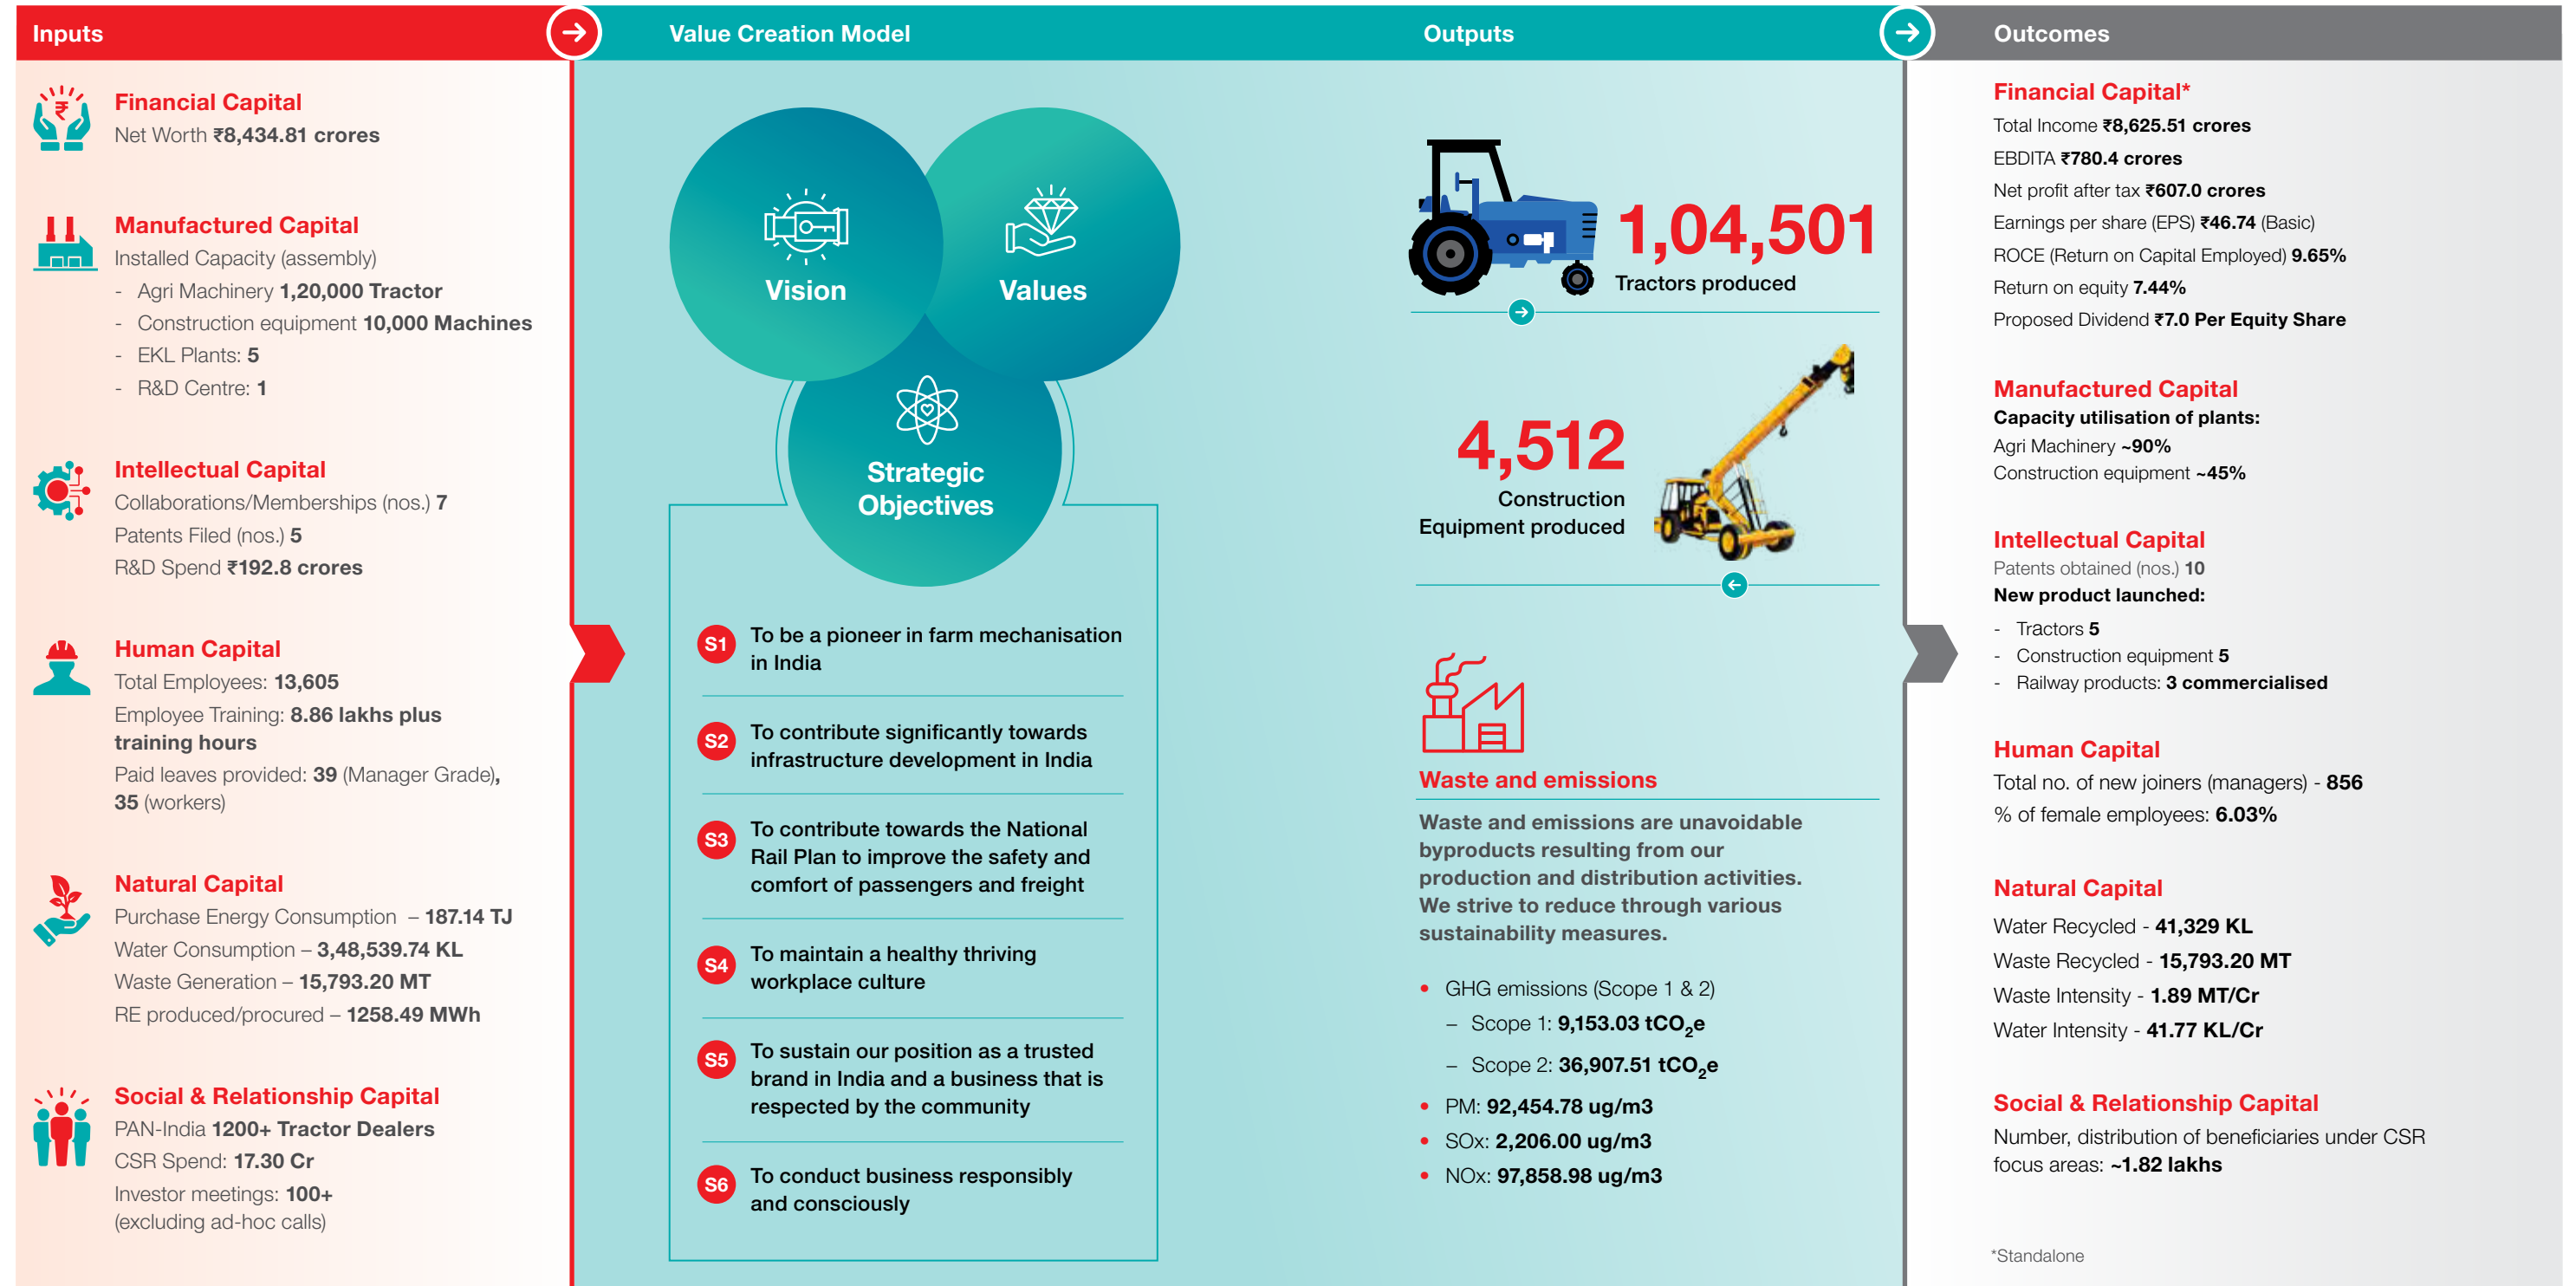 Inputs
Financial Capital
Net Worth ₹8,434.81 crores
Manufactured Capital
Installed Capacity (assembly)
- Agri Machinery 1,20,000 Tractor
- Construction equipment 10,000 Machines
- EKL Plants: 5
- R&D Centre: 1
Intellectual Capital
Collaborations/Memberships (nos.) 7
Patents Filed (nos.) 5
R&D Spend ₹192.8 crores
Human Capital
Total Employees: 13,605
Employee Training: 8.86 lakhs plus
training hours
Paid leaves provided: 39 (Manager Grade),
35 (workers)
Natural Capital
Purchase Energy Consumption – 187.14 TJ
Water Consumption – 3,48,539.74 KL
Waste Generation – 15,793.20 MT
RE produced/procured – 1258.49 MWh
Social & Relationship Capital
PAN-India 1200+ Tractor Dealers
CSR Spend: 17.30 Cr
Investor meetings: 100+
(excluding ad-hoc calls)
Value Creation Model
Vision
Values
Strategic
Objectives
S1 To be a pioneer in farm mechanisation
in India
S2 To contribute significantly towards
infrastructure development in India
S3 To contribute towards the National
Rail Plan to improve the safety and
comfort of passengers and freight
S4 To maintain a healthy thriving
workplace culture
S5 To sustain our position as a trusted
brand in India and a business that is
respected by the community
S6 To conduct business responsibly
and consciously
Outputs
1,04,501
Tractors produced
4,512
Construction
Equipment produced
Waste and emissions
Waste and emissions are unavoidable
byproducts resulting from our
production and distribution activities.
We strive to reduce through various
sustainability measures.
• GHG emissions (Scope 1 & 2)
– Scope 1: 9,153.03 tCO₂e
– Scope 2: 36,907.51 tCO₂e
• PM: 92,454.78 ug/m3
• SOx: 2,206.00 ug/m3
• NOx: 97,858.98 ug/m3
Outcomes
Financial Capital*
Total Income ₹8,625.51 crores
EBDITA ₹780.4 crores
Net profit after tax ₹607.0 crores
Earnings per share (EPS) ₹46.74 (Basic)
ROCE (Return on Capital Employed) 9.65%
Return on equity 7.44%
Proposed Dividend ₹7.0 Per Equity Share
Manufactured Capital
Capacity utilisation of plants:
Agri Machinery ~90%
Construction equipment ~45%
Intellectual Capital
Patents obtained (nos.) 10
New product launched:
- Tractors 5
- Construction equipment 5
- Railway products: 3 commercialised
Human Capital
Total no. of new joiners (managers) - 856
% of female employees: 6.03%
Natural Capital
Water Recycled - 41,329 KL
Waste Recycled - 15,793.20 MT
Waste Intensity - 1.89 MT/Cr
Water Intensity - 41.77 KL/Cr
Social & Relationship Capital
Number, distribution of beneficiaries under CSR
focus areas: ~1.82 lakhs
*Standalone